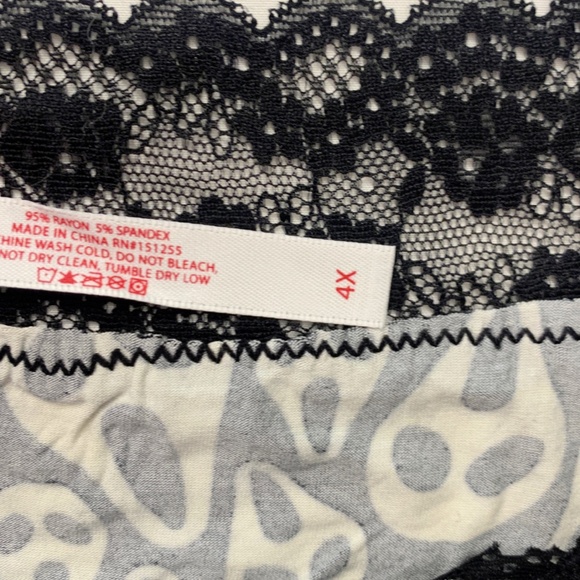 95% RAYON 5% SPANDEX
MADE IN CHINA RN#151255
CHINE WASH COLD, DO NOT BLEACH,
NOT DRY CLEAN, TUMBLE DRY LOW
4X